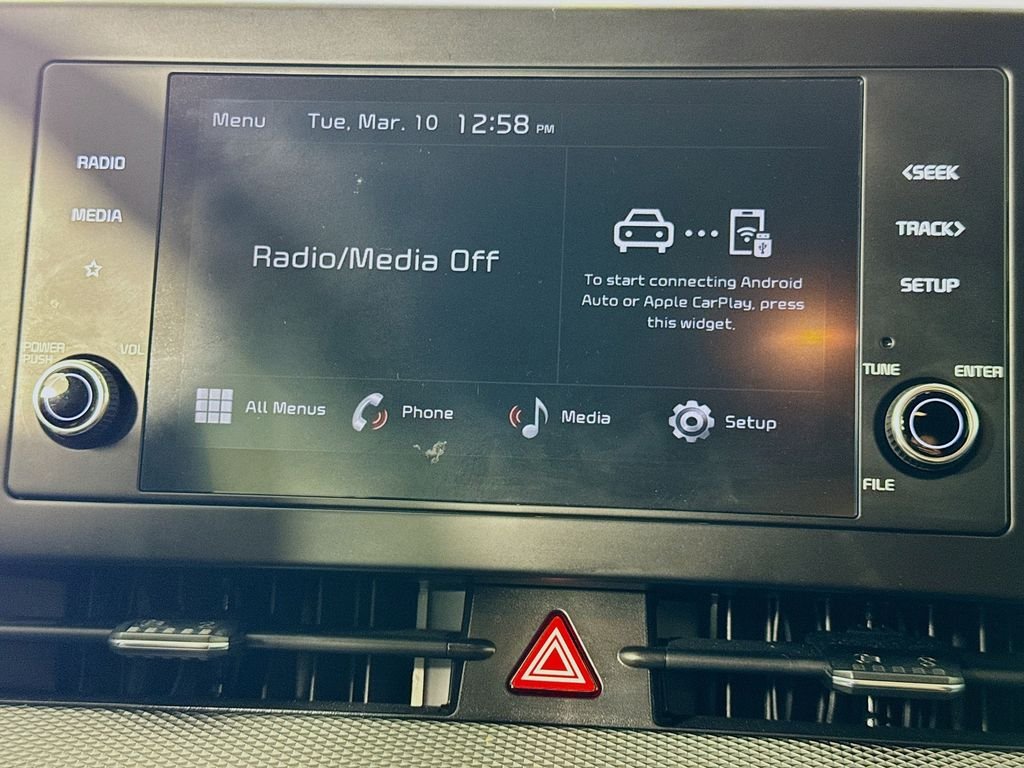 Menu Tue, Mar. 10 12:58 PM
RADIO
MEDIA
POWER
PUSH
VOL
Radio/Media Off
To start connecting Android
Auto or Apple CarPlay, press
this widget.
All Menus
Phone
Media
Setup
<SEEK
TRACK>
SETUP
TUNE
ENTER
FILE